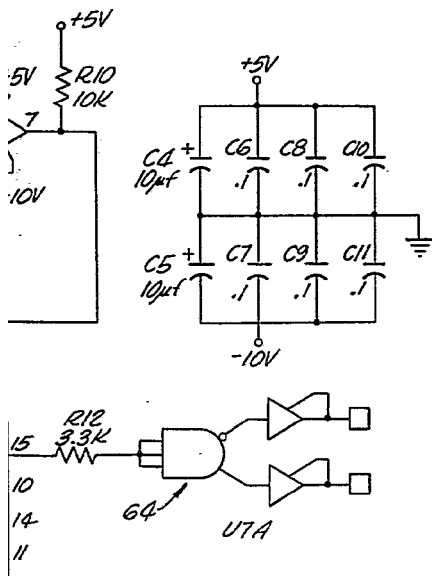 +5V
+5V
R10
10K
7
-10V
+5V
C4 +
10µf
C6
.1
C8
.1
C10
.1
C5 +
10µf
C7
.1
C9
.1
C11
.1
-10V
R12
3.3K
15
10
14
11
64
U7A